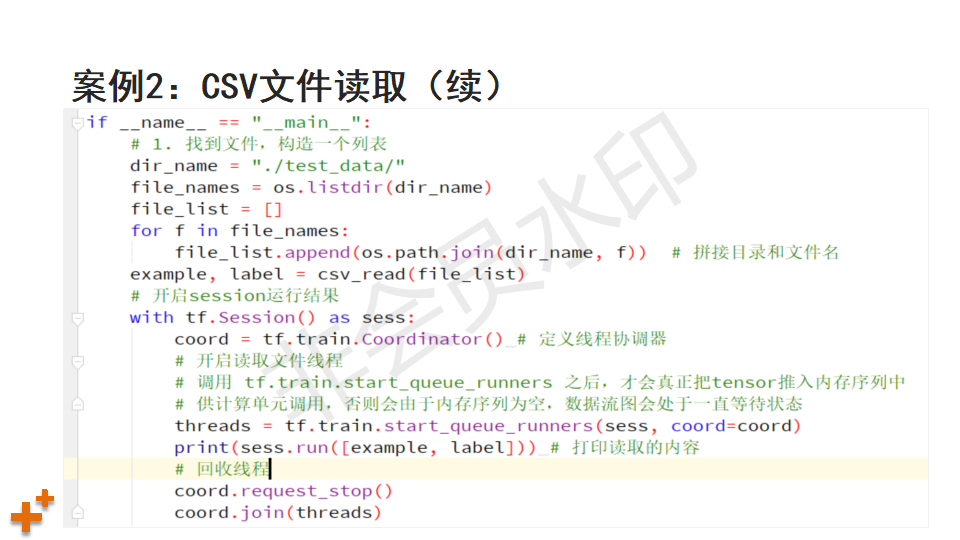 案例2：CSV文件读取（续）
if __name__ == "__main__":
# 1. 找到文件，构造一个列表
dir_name = "./test_data/"
file_names = os.listdir(dir_name)
file_list = []
for f in file_names:
file_list.append(os.path.join(dir_name, f))  # 拼接目录和文件名
example, label = csv_read(file_list)
# 开启session运行结果
with tf.Session() as sess:
coord = tf.train.Coordinator() # 定义线程协调器
# 开启读取文件线程
# 调用 tf.train.start_queue_runners 之后，才会真正把tensor推入内存序列中
# 供计算单元调用，否则会由于内存序列为空，数据流图会处于一直等待状态
threads = tf.train.start_queue_runners(sess, coord=coord)
print(sess.run([example, label])) # 打印读取的内容
# 回收线程
coord.request_stop()
coord.join(threads)
非会员水印